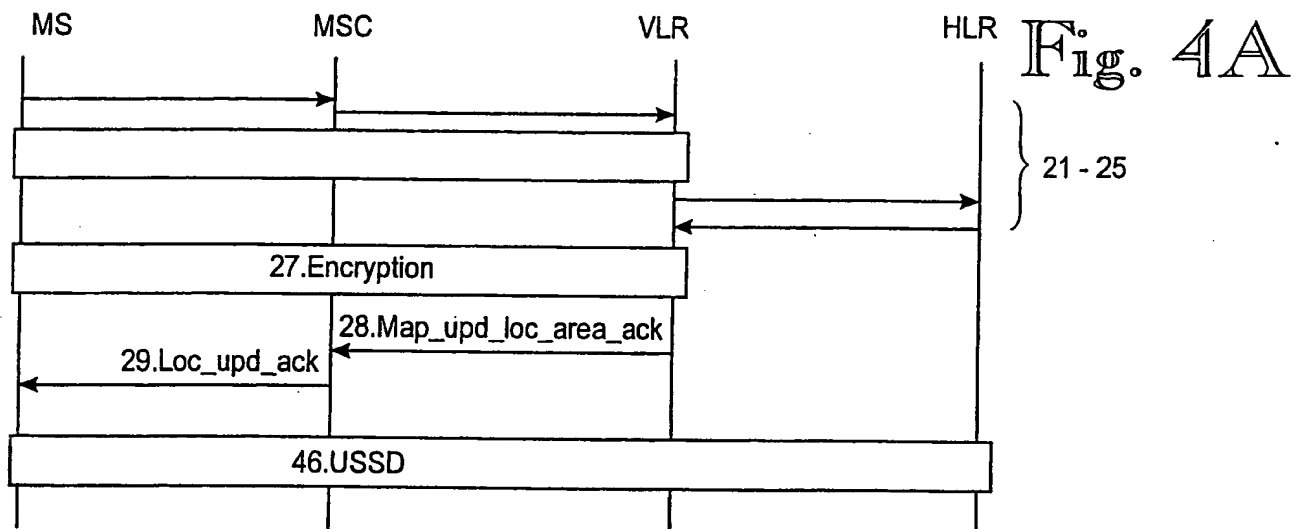 MS MSC VLR HLR Fig. 4A
21 - 25
27.Encryption
28.Map_upd_loc_area_ack
29.Loc_upd_ack
46.USSD